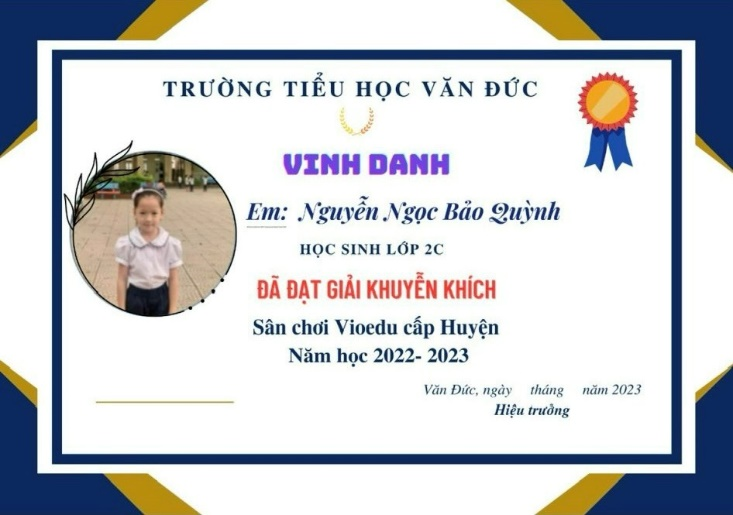 TRƯỜNG TIỂU HỌC VĂN ĐỨC
VINH DANH
Em: Nguyễn Ngọc Bảo Quỳnh
HỌC SINH LỚP 2C
ĐÃ ĐẠT GIẢI KHUYỄN KHÍCH
Sân chơi Vioedu cấp Huyện
Năm học 2022- 2023
Văn Đức, ngày tháng năm 2023
Hiệu trưởng